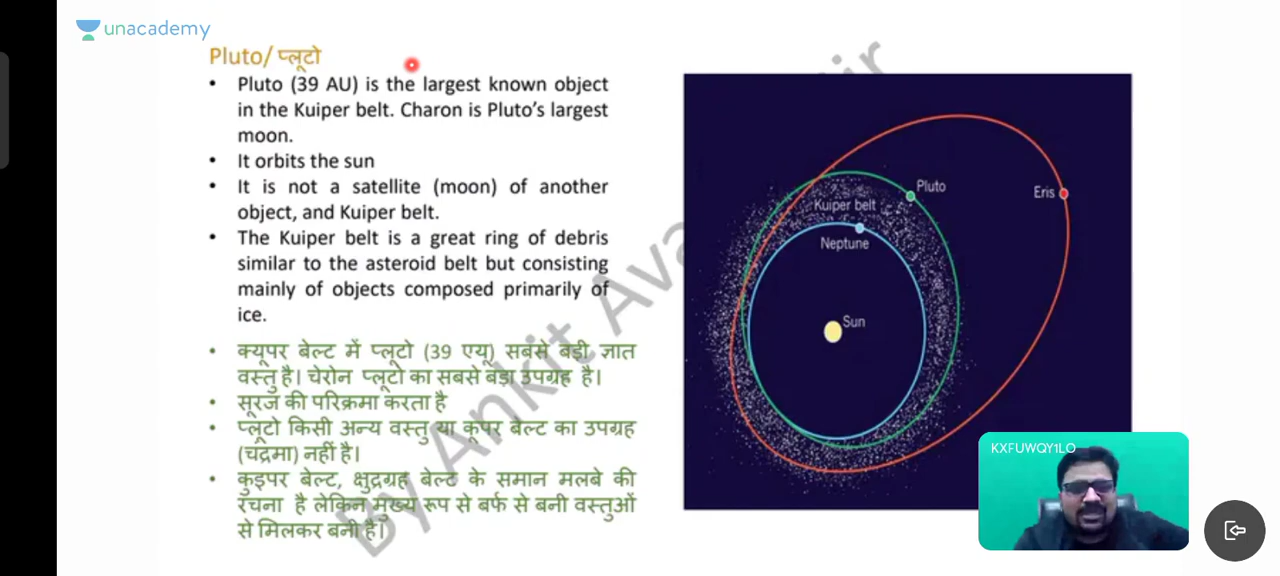 unacademy
Pluto/ प्लूटो
• Pluto (39 AU) is the largest known object
in the Kuiper belt. Charon is Pluto's largest
moon.
• It orbits the sun
• It is not a satellite (moon) of another
object, and Kuiper belt.
• The Kuiper belt is a great ring of debris
similar to the asteroid belt but consisting
mainly of objects composed primarily of
ice.
• क्यूपर बेल्ट में प्लूटो (39 एयू) सबसे बड़ी ज्ञात
वस्तु है। चेरोन प्लूटो का सबसे बड़ा उपग्रह है।
• सूरज की परिक्रमा करता है
• प्लूटो किसी अन्य वस्तु या कूपर बेल्ट का उपग्रह
(चंद्रमा) नहीं है।
• कुइपर बेल्ट, क्षुद्रग्रह बेल्ट के समान मलबे की
रचना है लेकिन मुख्य रूप से बर्फ से बनी वस्तुओं
से मिलकर बनी है।
By Ankit Ava
ir
Pluto
Eris
Kuiper belt
Neptune
Sun
KXFUWQY1LO